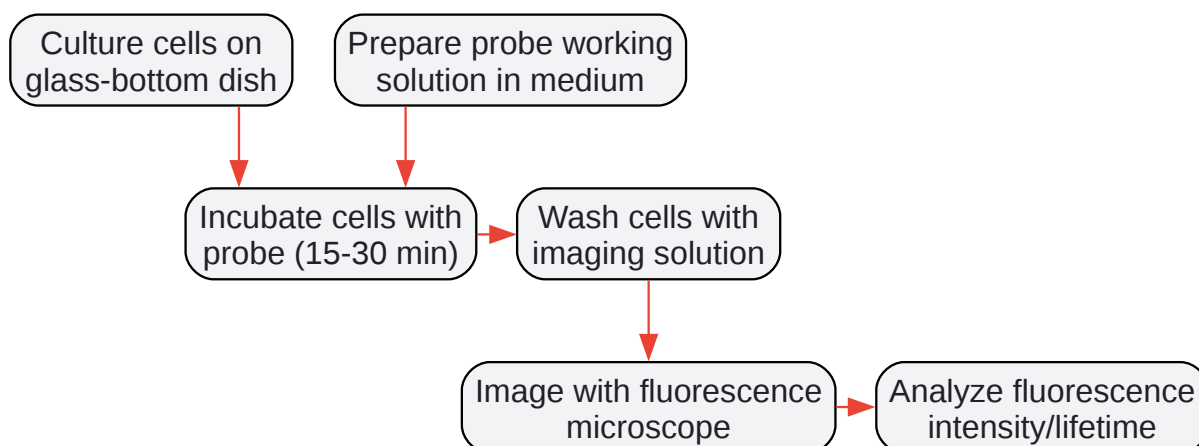 Culture cells on
glass-bottom dish
Prepare probe working
solution in medium
Incubate cells with
probe (15-30 min)
Wash cells with
imaging solution
Image with fluorescence
microscope
Analyze fluorescence
intensity/lifetime